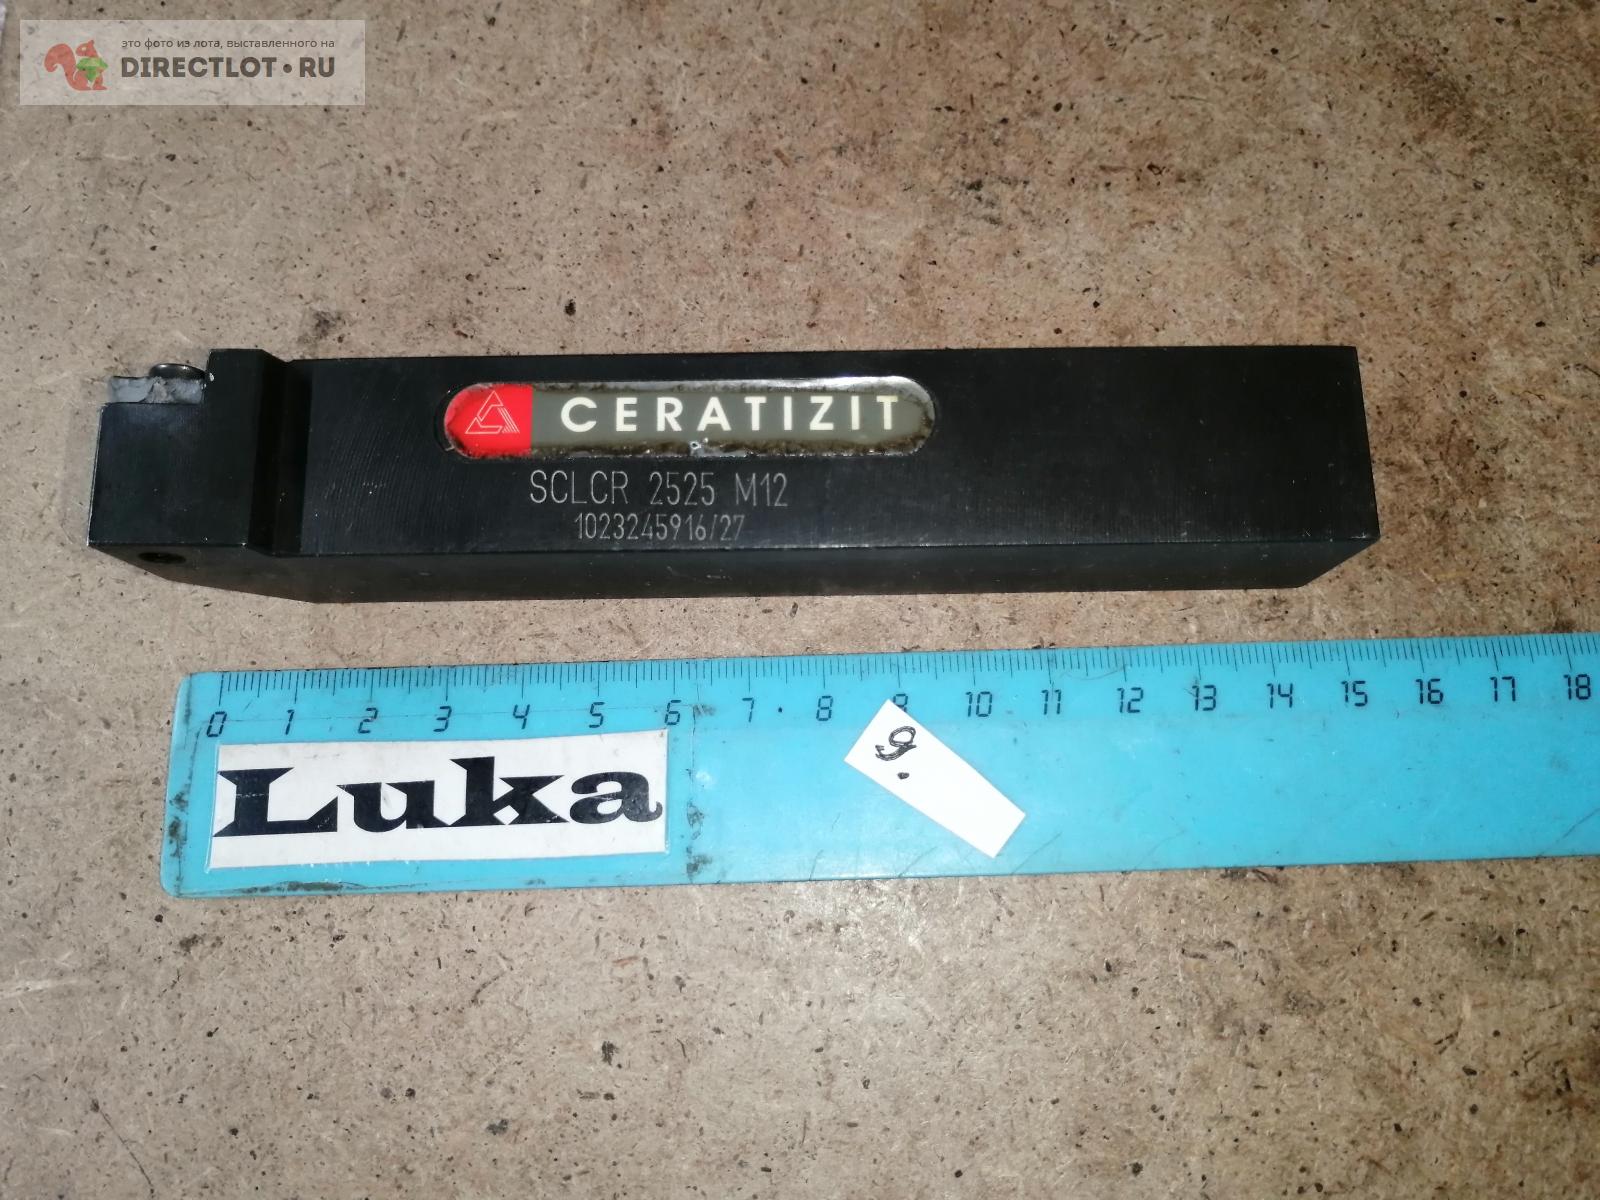 это фото из лота, выставленного на
DIRECTLOT.RU
CERATIZIT
SCLCR 2525 M12
1023245916/27
0 1 2 3 4 5 6 7 8 9 10 11 12 13 14 15 16 17 18
9.
Luka